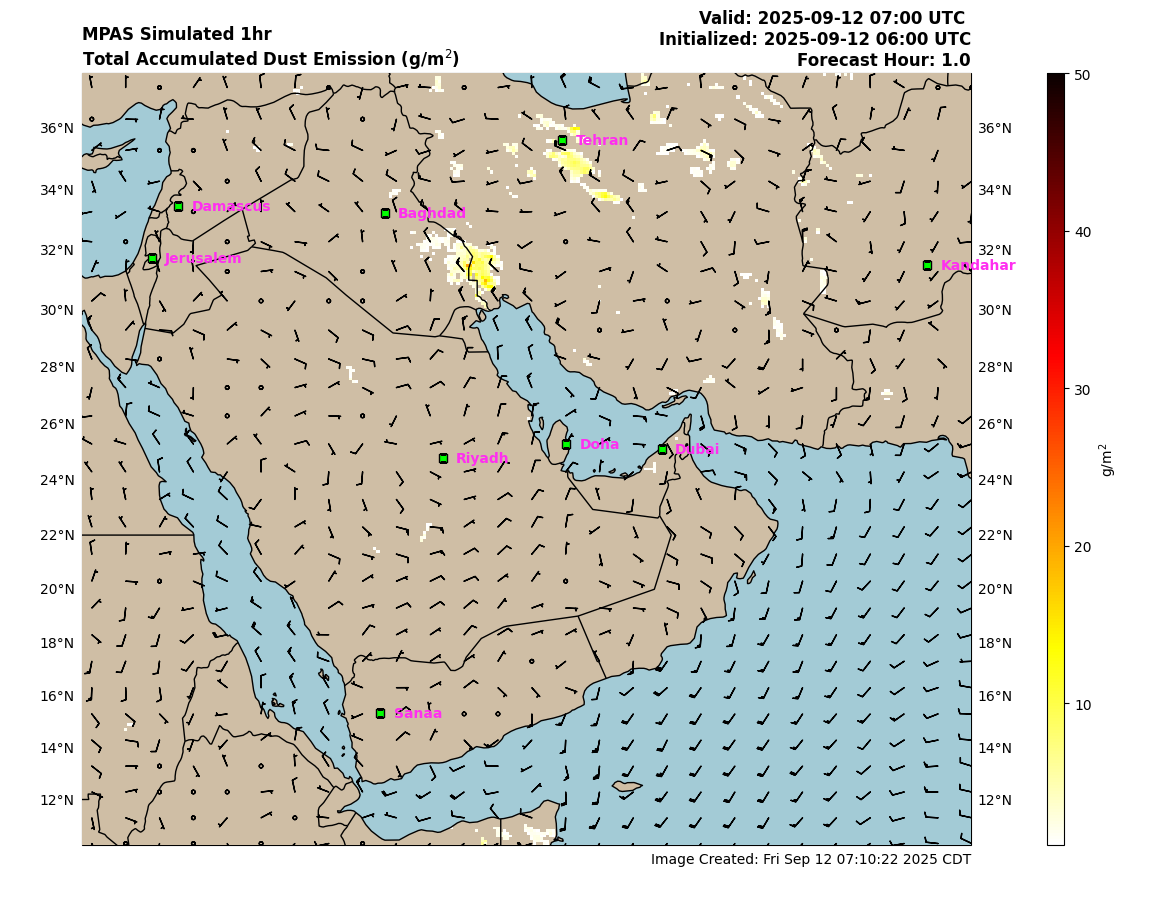 MPAS Simulated 1hr
Total Accumulated Dust Emission (g/m²)
Valid: 2025-09-12 07:00 UTC
Initialized: 2025-09-12 06:00 UTC
Forecast Hour: 1.0
36°N
34°N
32°N
30°N
28°N
26°N
24°N
22°N
20°N
18°N
16°N
14°N
12°N
Tehran
Damascus
Baghdad
Jerusalem
Kandahar
Doha
Dubai
Riyadh
Sanaa
36°N
34°N
32°N
30°N
28°N
26°N
24°N
22°N
20°N
18°N
16°N
14°N
12°N
50
40
30
20
10
g/m²
Image Created: Fri Sep 12 07:10:22 2025 CDT